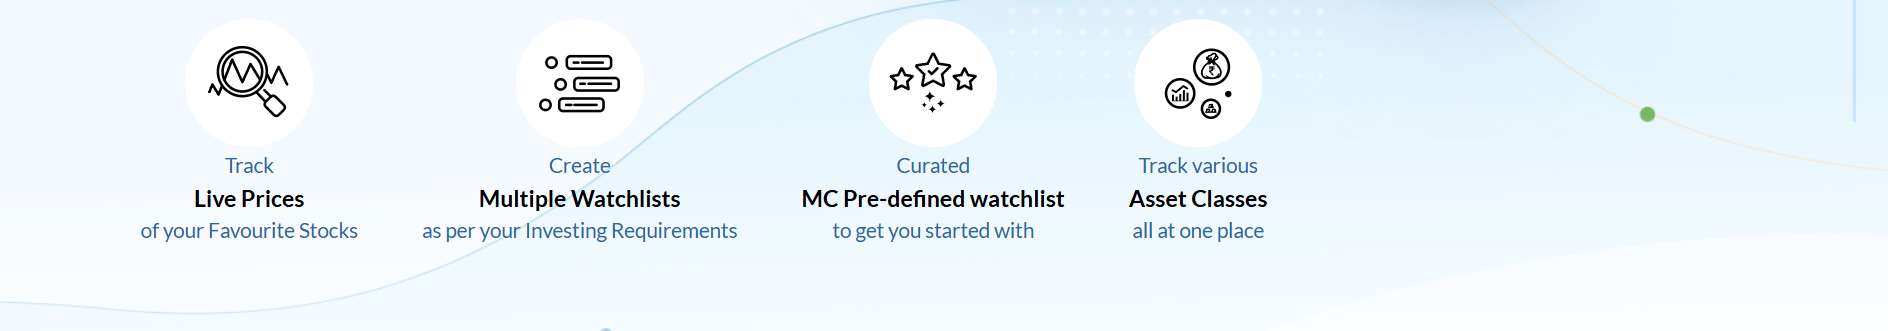 Track
Live Prices
of your Favourite Stocks
Create
Multiple Watchlists
as per your Investing Requirements
Curated
MC Pre-defined watchlist
to get you started with
Track various
Asset Classes
all at one place